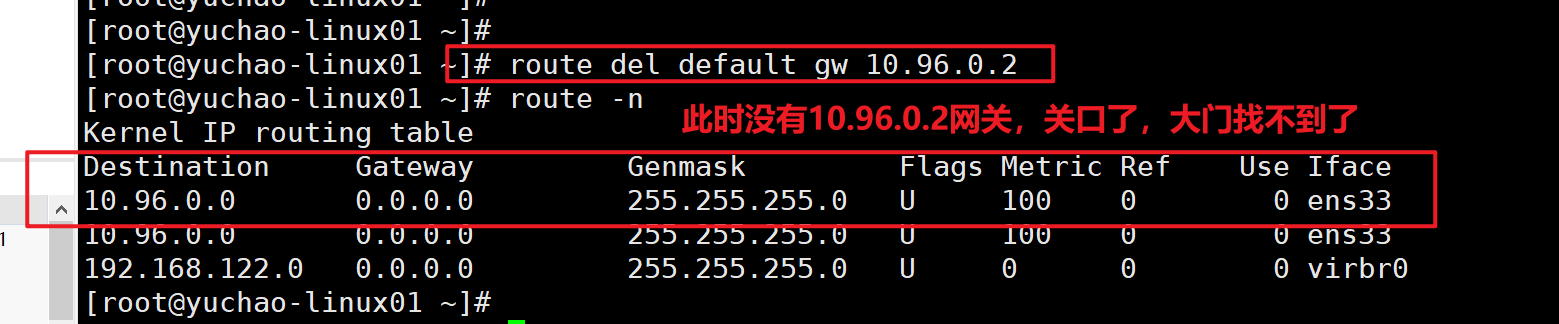 [root@yuchao-linux01 ~]#
[root@yuchao-linux01 ~]#
[root@yuchao-linux01 ~]# route del default gw 10.96.0.2
[root@yuchao-linux01 ~]# route -n
此时没有10.96.0.2网关，关口了，大门找不到了
Kernel IP routing table
Destination     Gateway         Genmask         Flags Metric Ref    Use Iface
10.96.0.0       0.0.0.0         255.255.255.0   U     100    0        0 ens33
10.96.0.0       0.0.0.0         255.255.255.0   U     100    0        0 ens33
192.168.122.0   0.0.0.0         255.255.255.0   U     0      0        0 virbr0
[root@yuchao-linux01 ~]#
1